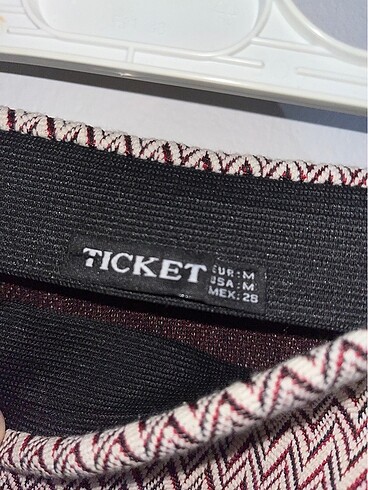 TICKET
EUR: M
USA: M
MEX: 28